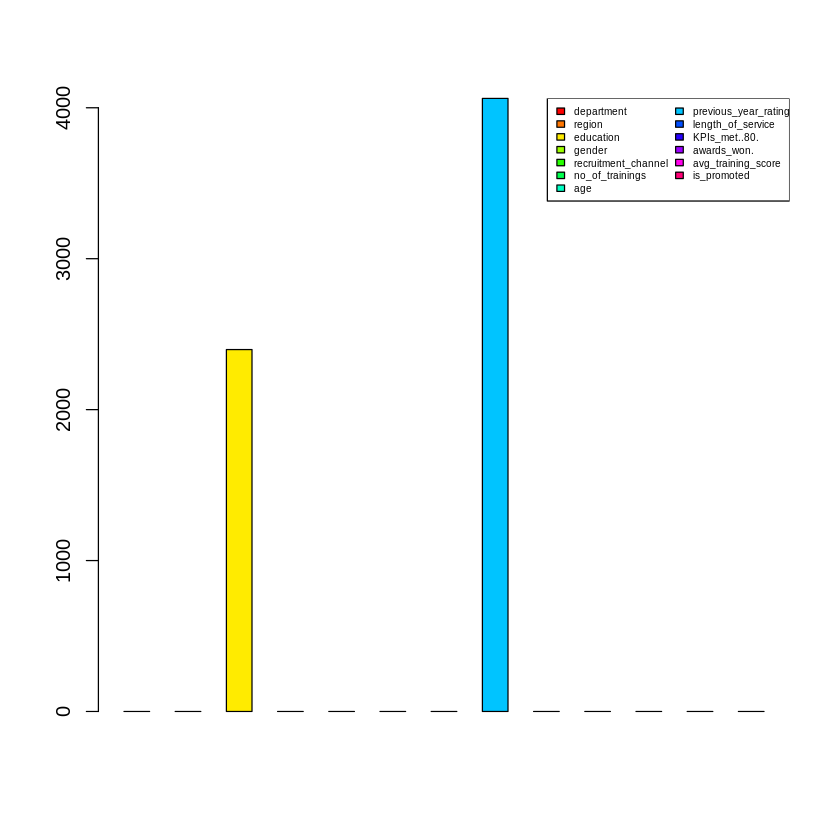 4000
3000
2000
1000
0
department
region
education
gender
recruitment_channel
no_of_trainings
age
previous_year_rating
length_of_service
KPIs_met..80.
awards_won.
avg_training_score
is_promoted